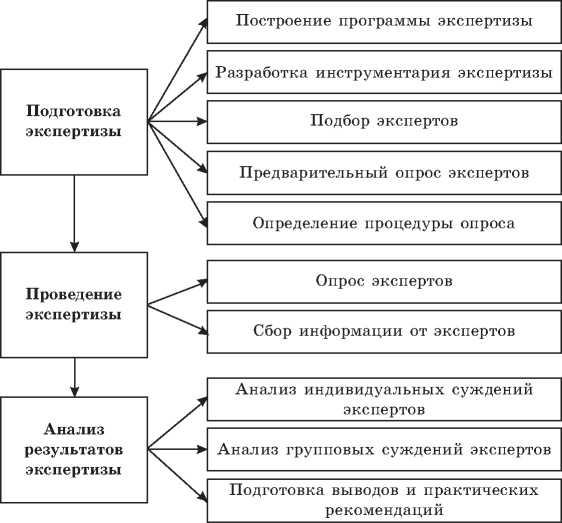 Подготовка
экспертизы
Построение программы экспертизы
Разработка инструментария экспертизы
Подбор экспертов
Предварительный опрос экспертов
Определение процедуры опроса
Проведение
экспертизы
Опрос экспертов
Сбор информации от экспертов
Анализ
результатов
экспертизы
Анализ индивидуальных суждений
экспертов
Анализ групповых суждений экспертов
Подготовка выводов и практических
рекомендаций